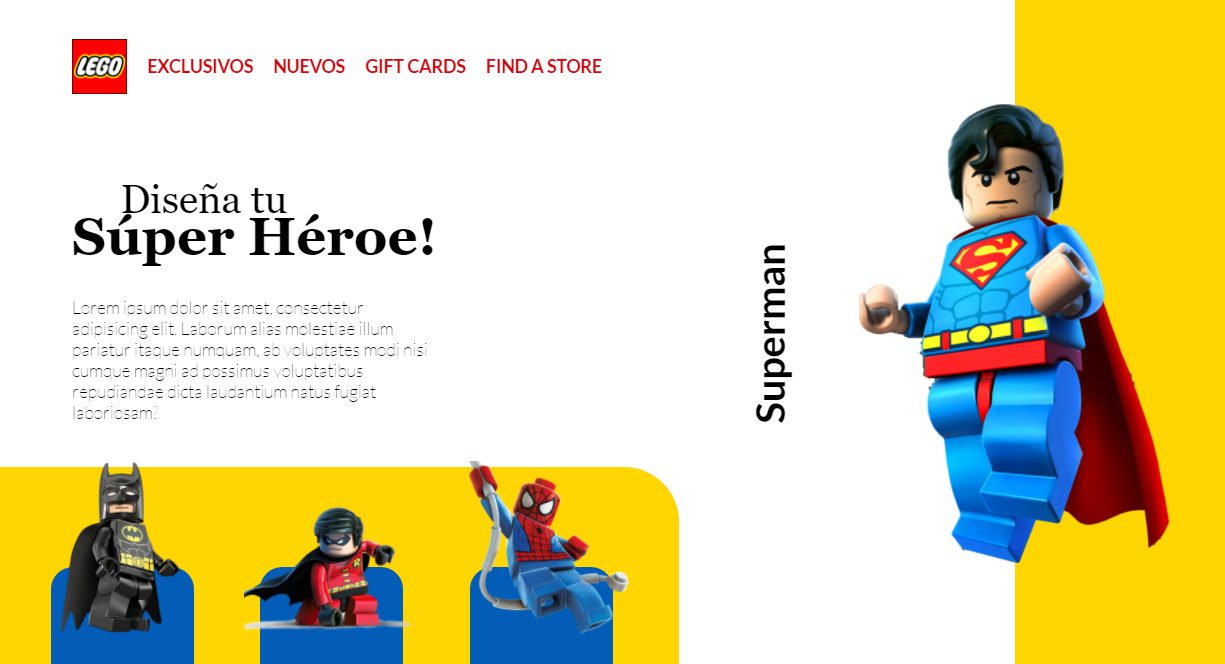 LEGO
EXCLUSIVOS NUEVOS GIFT CARDS FIND A STORE
Diseña tu
Súper Héroe!
Lorem ipsum dolor sit amet, consectetur
adipisicing elit. Laborum alias molestiae illum
pariatur itaque numquam, ab voluptates modi nisi
cumque magni ad possimus voluptatibus
repudiandae dicta laudantium natus fugiat
laboriosam?
Superman
S
R